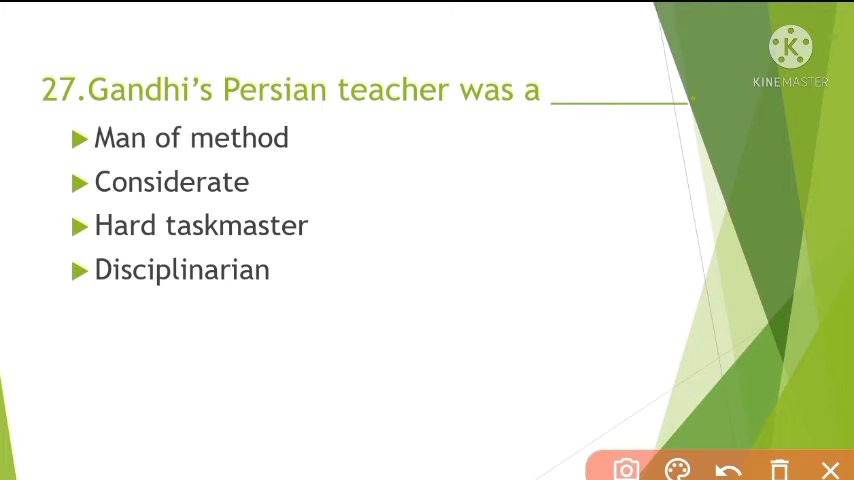 KINEMASTER
27.Gandhi's Persian teacher was a ________.
Man of method
Considerate
Hard taskmaster
Disciplinarian